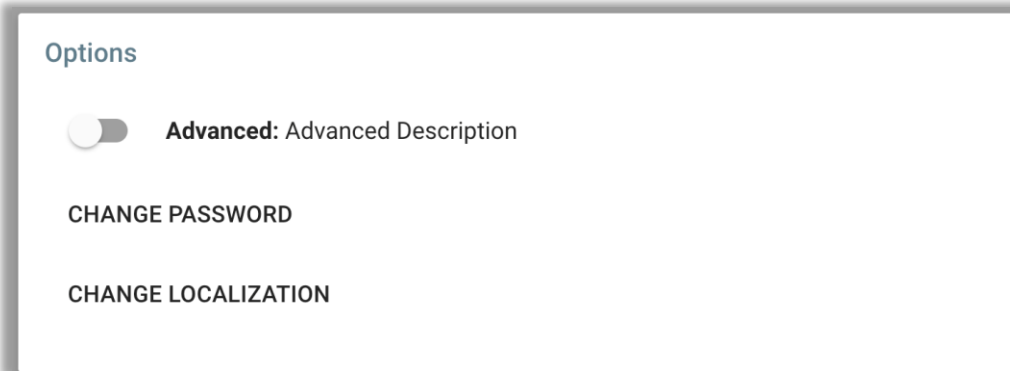 Options
Advanced: Advanced Description
CHANGE PASSWORD
CHANGE LOCALIZATION